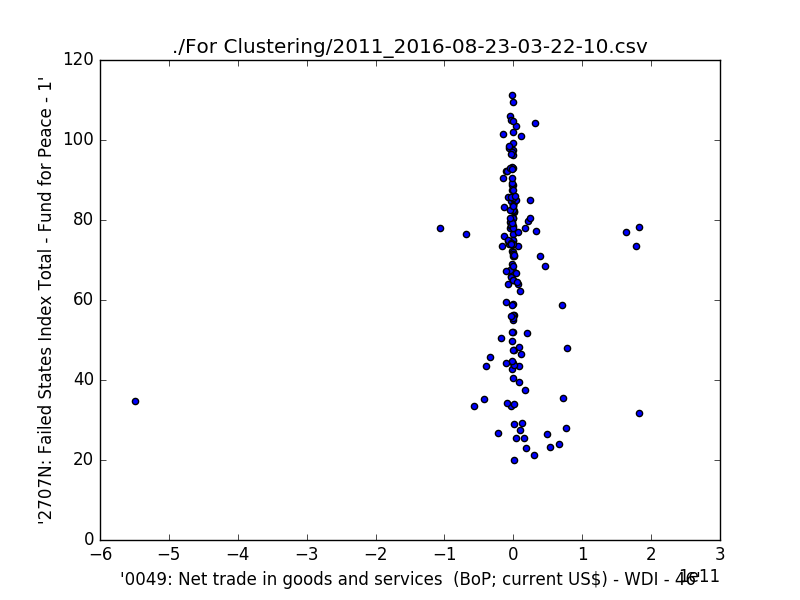 ./For Clustering/2011_2016-08-23-03-22-10.csv
'2707N: Failed States Index Total - Fund for Peace - 1'
120
100
80
60
40
20
0
−6 −5 −4 −3 −2 −1 0 1 2 3
1e11
'0049: Net trade in goods and services  (BoP; current US$) - WDI - 46'